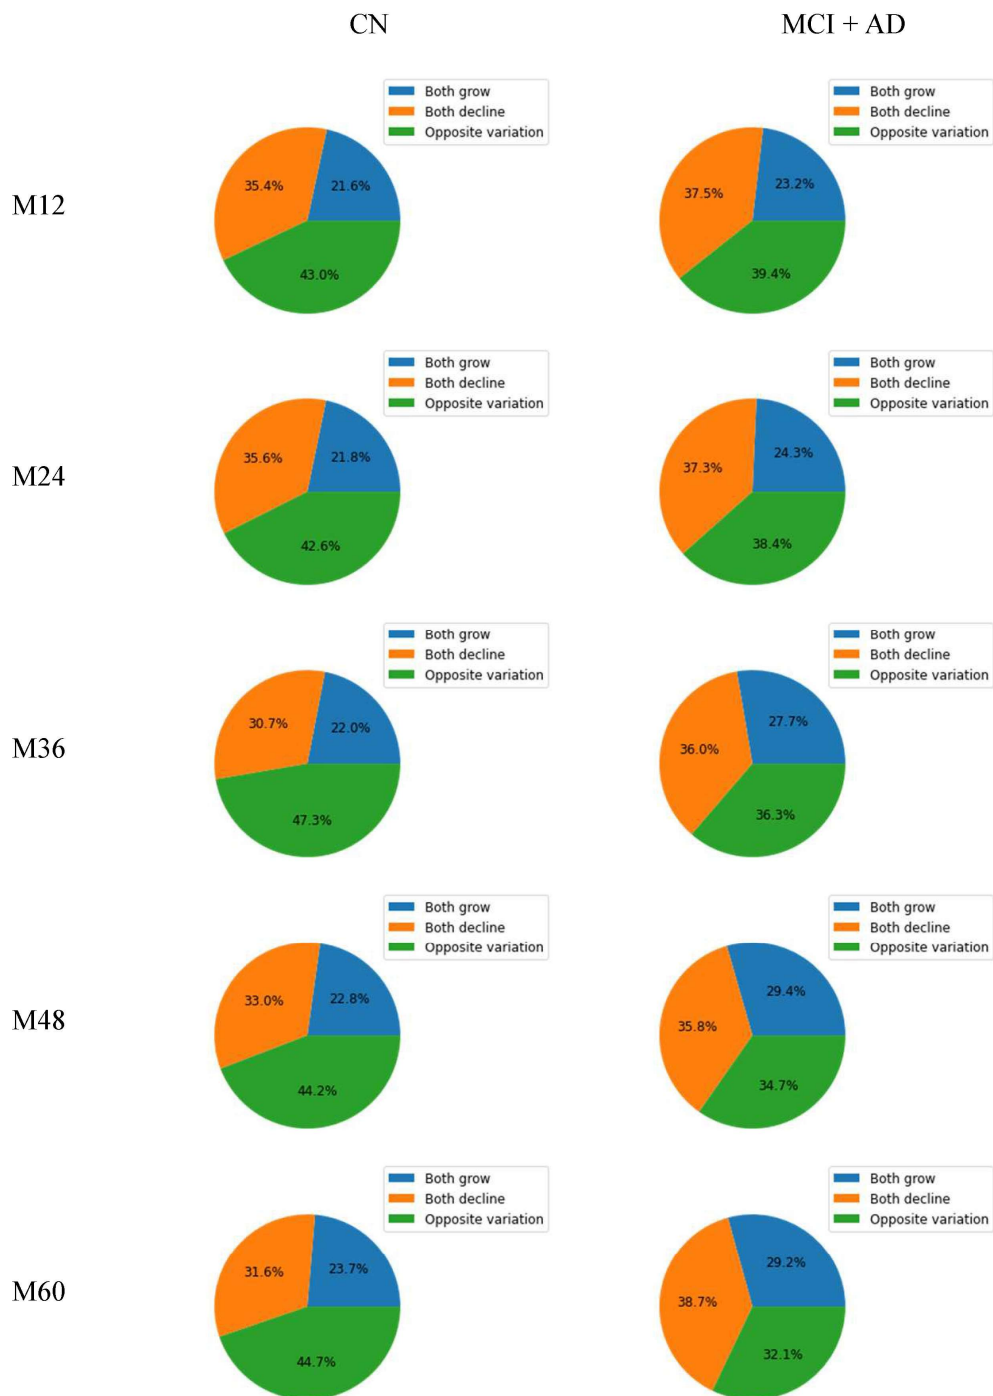 CN
MCI + AD
Both grow
Both decline
Opposite variation
Both grow
Both decline
Opposite variation
M12
35.4%
21.6%
43.0%
37.5%
23.2%
39.4%
Both grow
Both decline
Opposite variation
Both grow
Both decline
Opposite variation
M24
35.6%
21.8%
42.6%
37.3%
24.3%
38.4%
Both grow
Both decline
Opposite variation
Both grow
Both decline
Opposite variation
M36
30.7%
22.0%
47.3%
36.0%
27.7%
36.3%
Both grow
Both decline
Opposite variation
Both grow
Both decline
Opposite variation
M48
33.0%
22.8%
44.2%
35.8%
29.4%
34.7%
Both grow
Both decline
Opposite variation
Both grow
Both decline
Opposite variation
M60
31.6%
23.7%
44.7%
38.7%
29.2%
32.1%